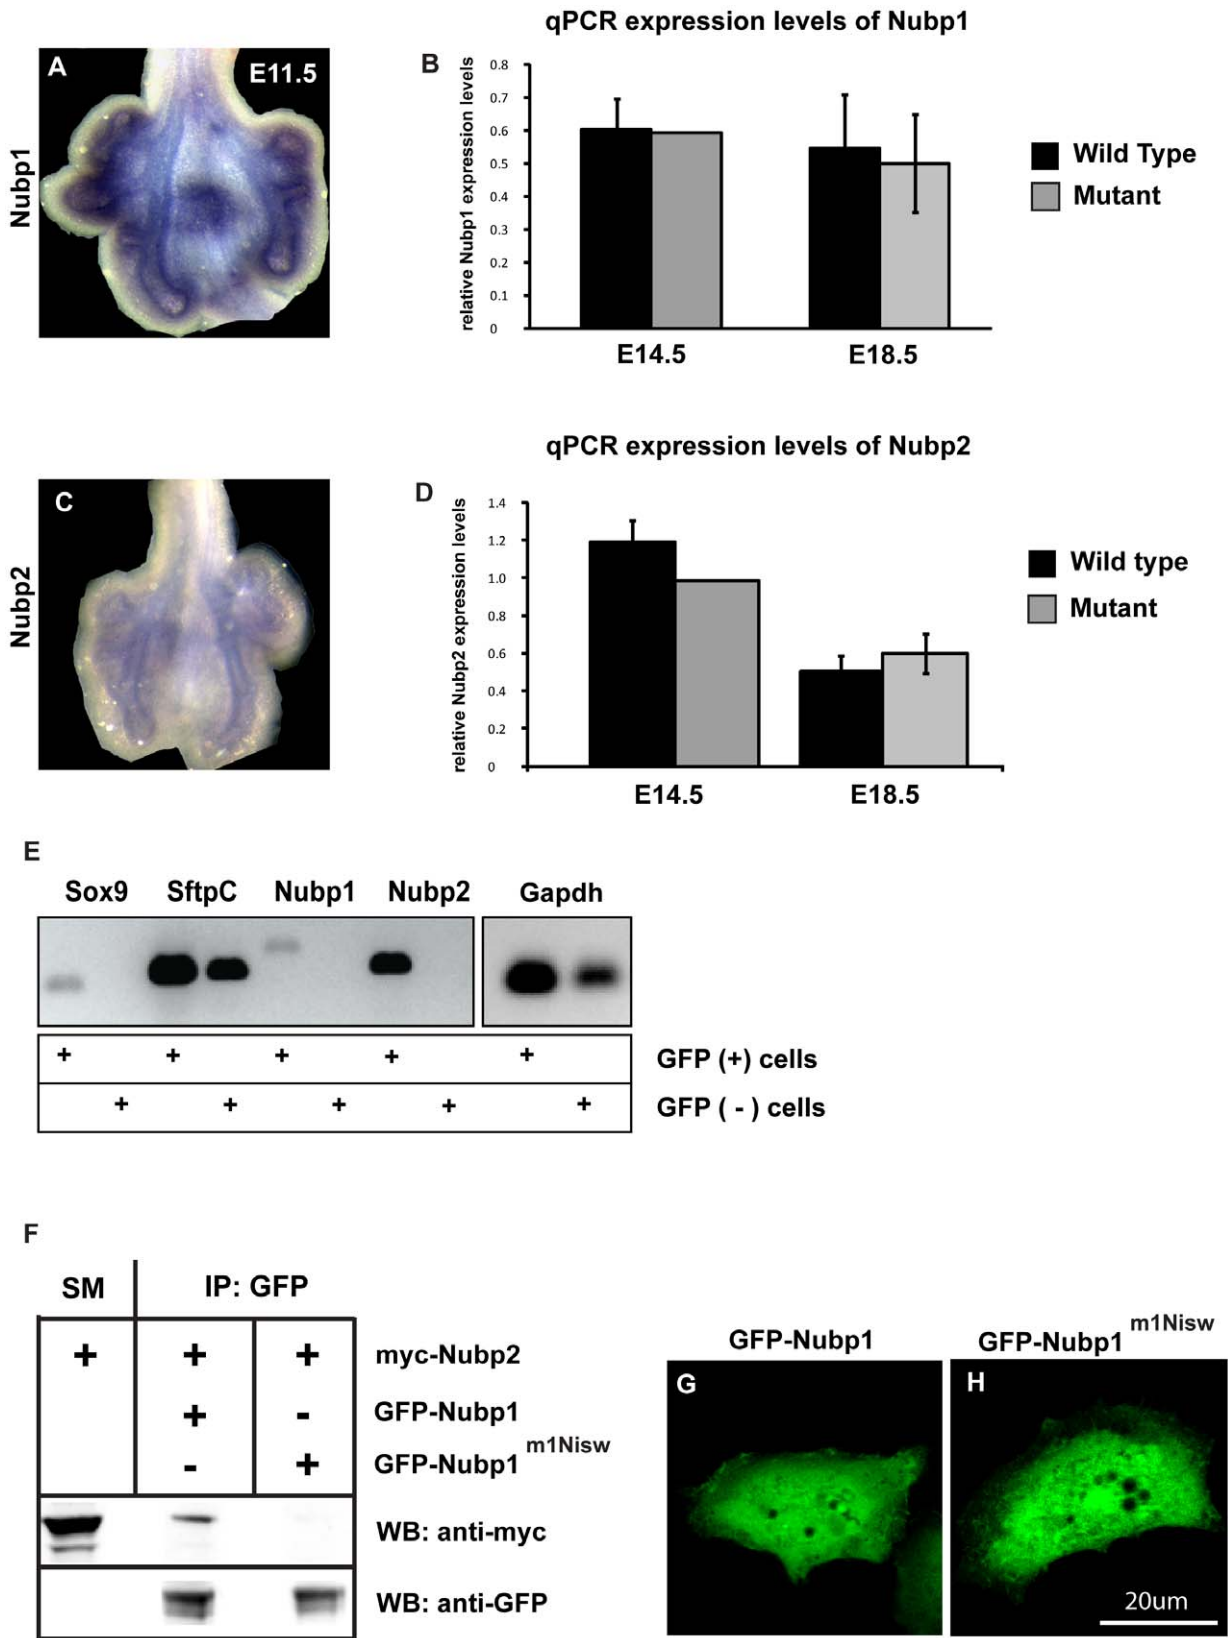 qPCR expression levels of Nubp1
A
E11.5
Nubp1
B
relative Nubp1 expression levels
0.8
0.7
0.6
0.5
0.4
0.3
0.2
0.1
0
E14.5 E18.5
Wild Type
Mutant
qPCR expression levels of Nubp2
C
Nubp2
D
relative Nubp2 expression levels
1.4
1.2
1.0
0.8
0.6
0.4
0.2
0
E14.5 E18.5
Wild type
Mutant
E
Sox9 SftpC Nubp1 Nubp2 Gapdh
+ + + + + GFP (+) cells
+ + + + + GFP ( - ) cells
F
SM IP: GFP
+ + + myc-Nubp2
+ - GFP-Nubp1
- + GFP-Nubp1 m1Nisw
WB: anti-myc
WB: anti-GFP
GFP-Nubp1
G
GFP-Nubp1 m1Nisw
H
20um